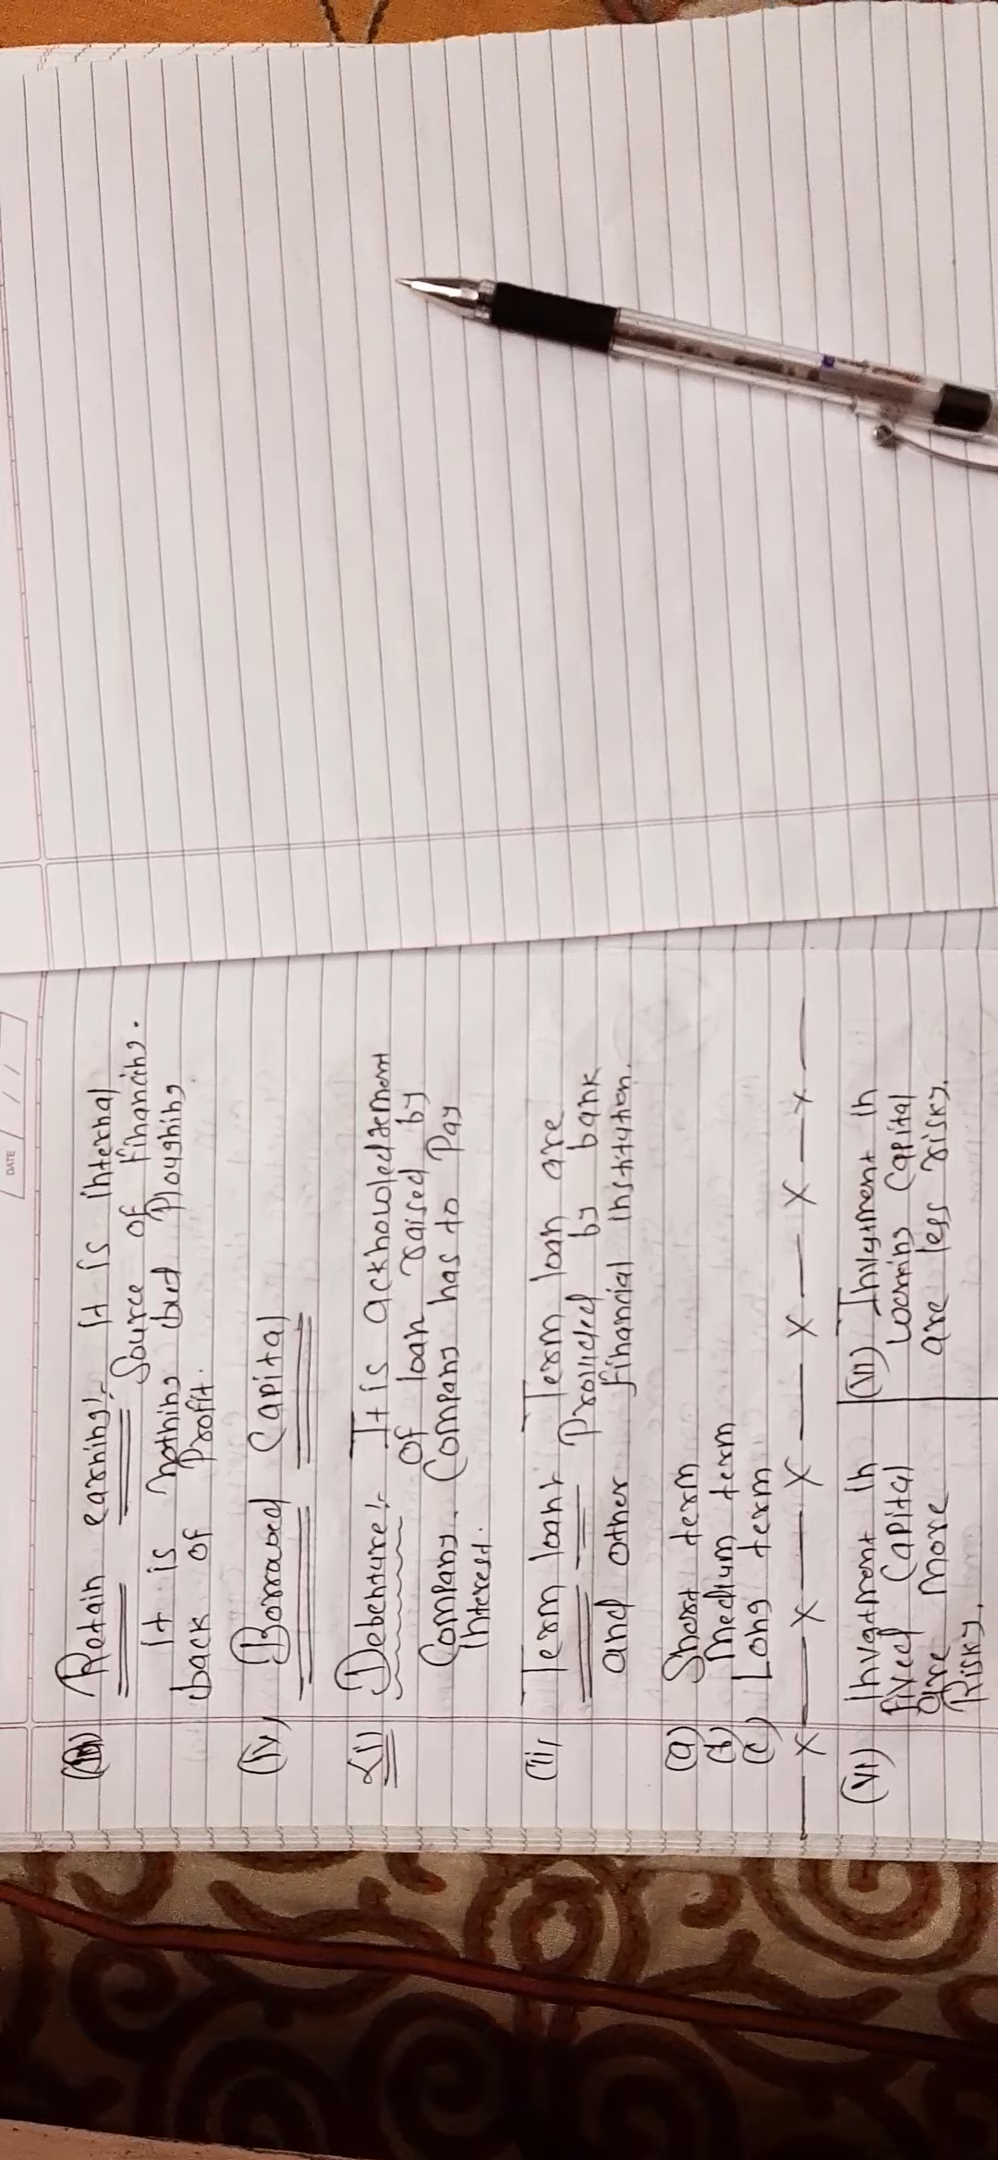 DATE / /
(iii) Retain earning:- It is internal
Source of financing.
It is nothing but ploughing
back of Profit.
(iv) Borrowed Capital
(i) Debenture:- It is acknowledgement
of loan raised by
Company. Company has to Pay
Interest.
(ii) Term loan:- Term loan are
Provided by bank
and other financial institution.
(a) Short term
(b) Medium term
(c) Long term
X X X X X X X
(VI) Investment in
fixed Capital
are more
Risky.
(VII) Investment in
working Capital
are less risky.